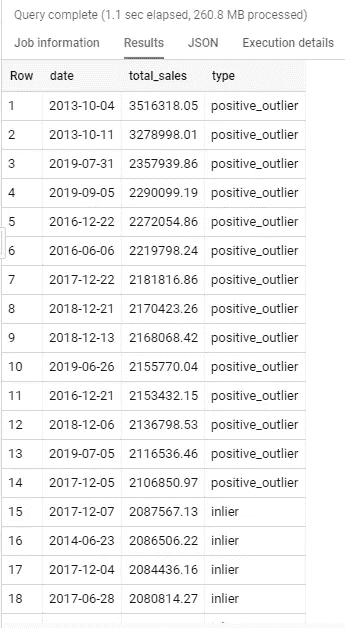 Query complete (1.1 sec elapsed, 260.8 MB processed)
Job information Results JSON Execution details
Row date total_sales type
1 2013-10-04 3516318.05 positive_outlier
2 2013-10-11 3278998.01 positive_outlier
3 2019-07-31 2357939.86 positive_outlier
4 2019-09-05 2290099.19 positive_outlier
5 2016-12-22 2272054.86 positive_outlier
6 2016-06-06 2219798.24 positive_outlier
7 2017-12-22 2181816.86 positive_outlier
8 2018-12-21 2170423.26 positive_outlier
9 2018-12-13 2168068.42 positive_outlier
10 2019-06-26 2155770.04 positive_outlier
11 2016-12-21 2153432.15 positive_outlier
12 2018-12-06 2136798.53 positive_outlier
13 2019-07-05 2116536.46 positive_outlier
14 2017-12-05 2106850.97 positive_outlier
15 2017-12-07 2087567.13 inlier
16 2014-06-23 2086506.22 inlier
17 2017-12-04 2084436.16 inlier
18 2017-06-28 2080814.27 inlier